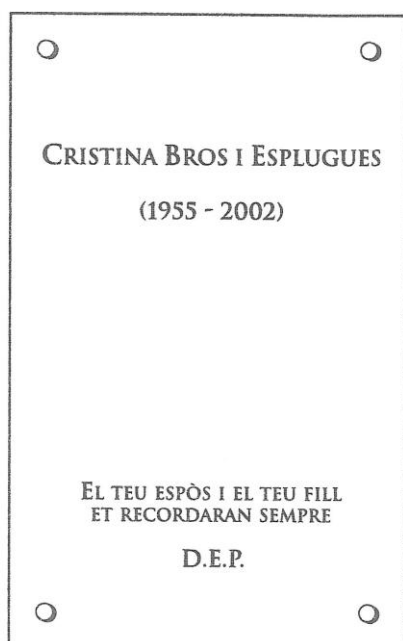 CRISTINA BROS I ESPLUGUES
(1955 - 2002)
EL TEU ESPÒS I EL TEU FILL
ET RECORDARAN SEMPRE
D.E.P.